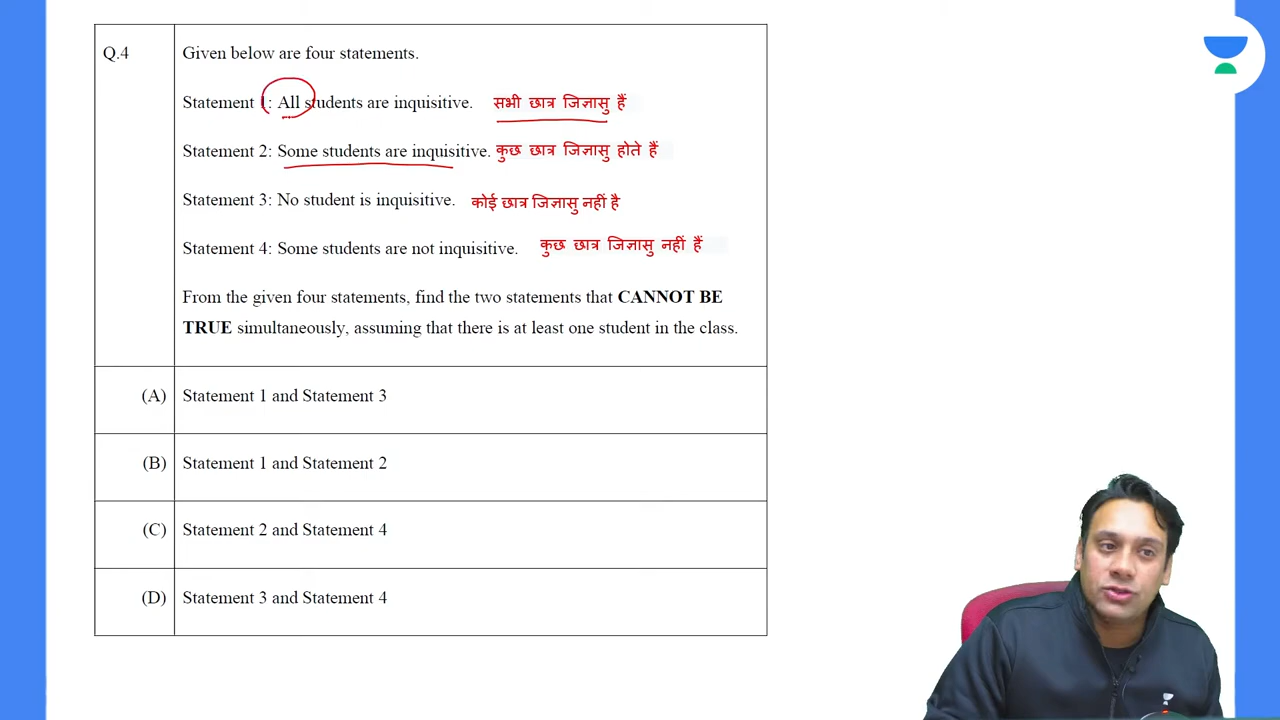 Q.4 Given below are four statements.
Statement 1: All students are inquisitive. सभी छात्र जिज्ञासु हैं
Statement 2: Some students are inquisitive. कुछ छात्र जिज्ञासु होते हैं
Statement 3: No student is inquisitive. कोई छात्र जिज्ञासु नहीं है
Statement 4: Some students are not inquisitive. कुछ छात्र जिज्ञासु नहीं हैं
From the given four statements, find the two statements that CANNOT BE
TRUE simultaneously, assuming that there is at least one student in the class.
(A) Statement 1 and Statement 3
(B) Statement 1 and Statement 2
(C) Statement 2 and Statement 4
(D) Statement 3 and Statement 4